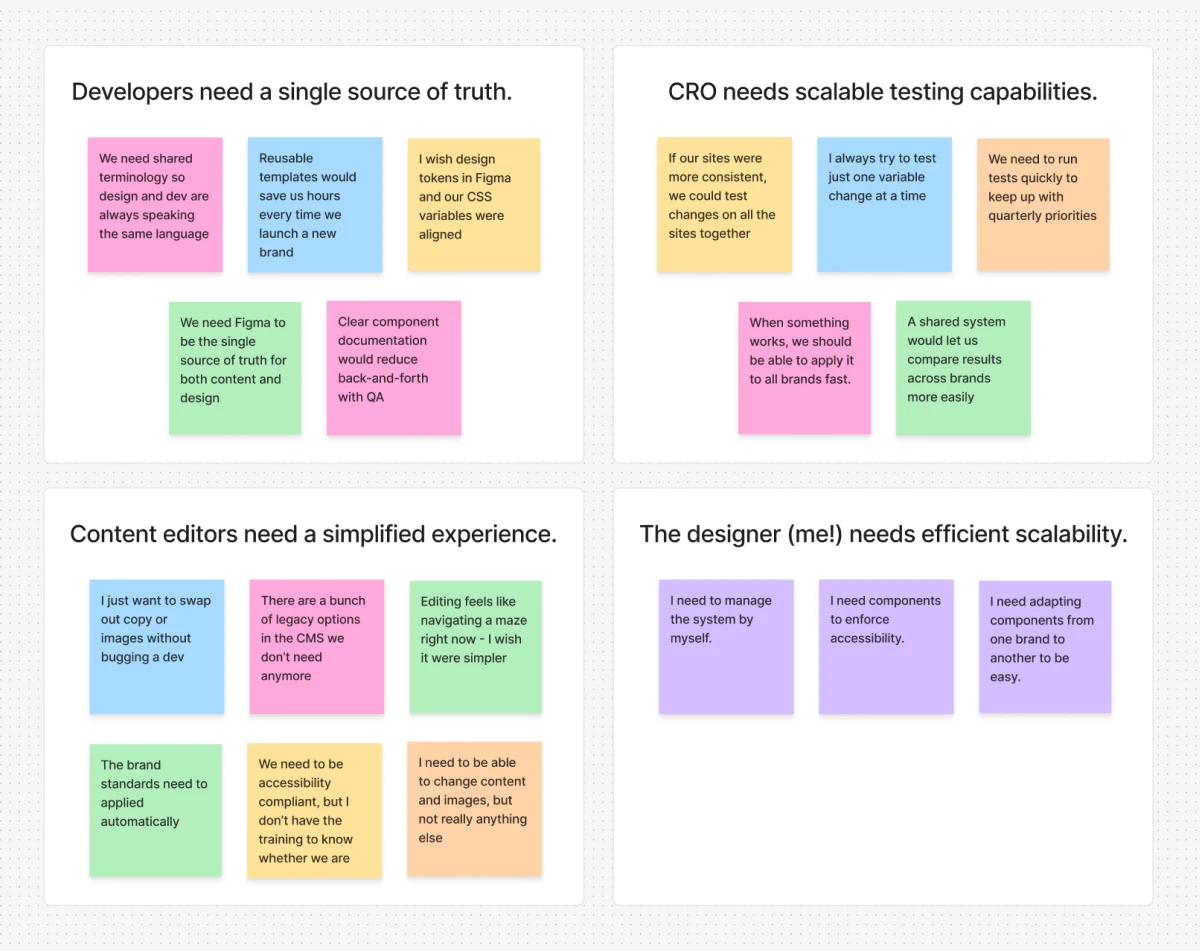 Developers need a single source of truth.
We need shared
terminology so
design and dev are
always speaking
the same language
Reusable
templates would
save us hours
every time we
launch a new
brand
I wish design
tokens in Figma
and our CSS
variables were
aligned
We need Figma to
be the single
source of truth for
both content and
design
Clear component
documentation
would reduce
back-and-forth
with QA
CRO needs scalable testing capabilities.
If our sites were
more consistent,
we could test
changes on all the
sites together
I always try to test
just one variable
change at a time
We need to run
tests quickly to
keep up with
quarterly priorities
When something
works, we should
be able to apply it
to all brands fast.
A shared system
would let us
compare results
across brands
more easily
Content editors need a simplified experience.
I just want to swap
out copy or
images without
bugging a dev
There are a bunch
of legacy options
in the CMS we
don’t need
anymore
Editing feels like
navigating a maze
right now - I wish
it were simpler
The brand
standards need to
applied
automatically
We need to be
accessibility
compliant, but I
don’t have the
training to know
whether we are
I need to be able
to change content
and images, but
not really anything
else
The designer (me!) needs efficient scalability.
I need to manage
the system by
myself.
I need components
to enforce
accessibility.
I need adapting
components from
one brand to
another to be
easy.